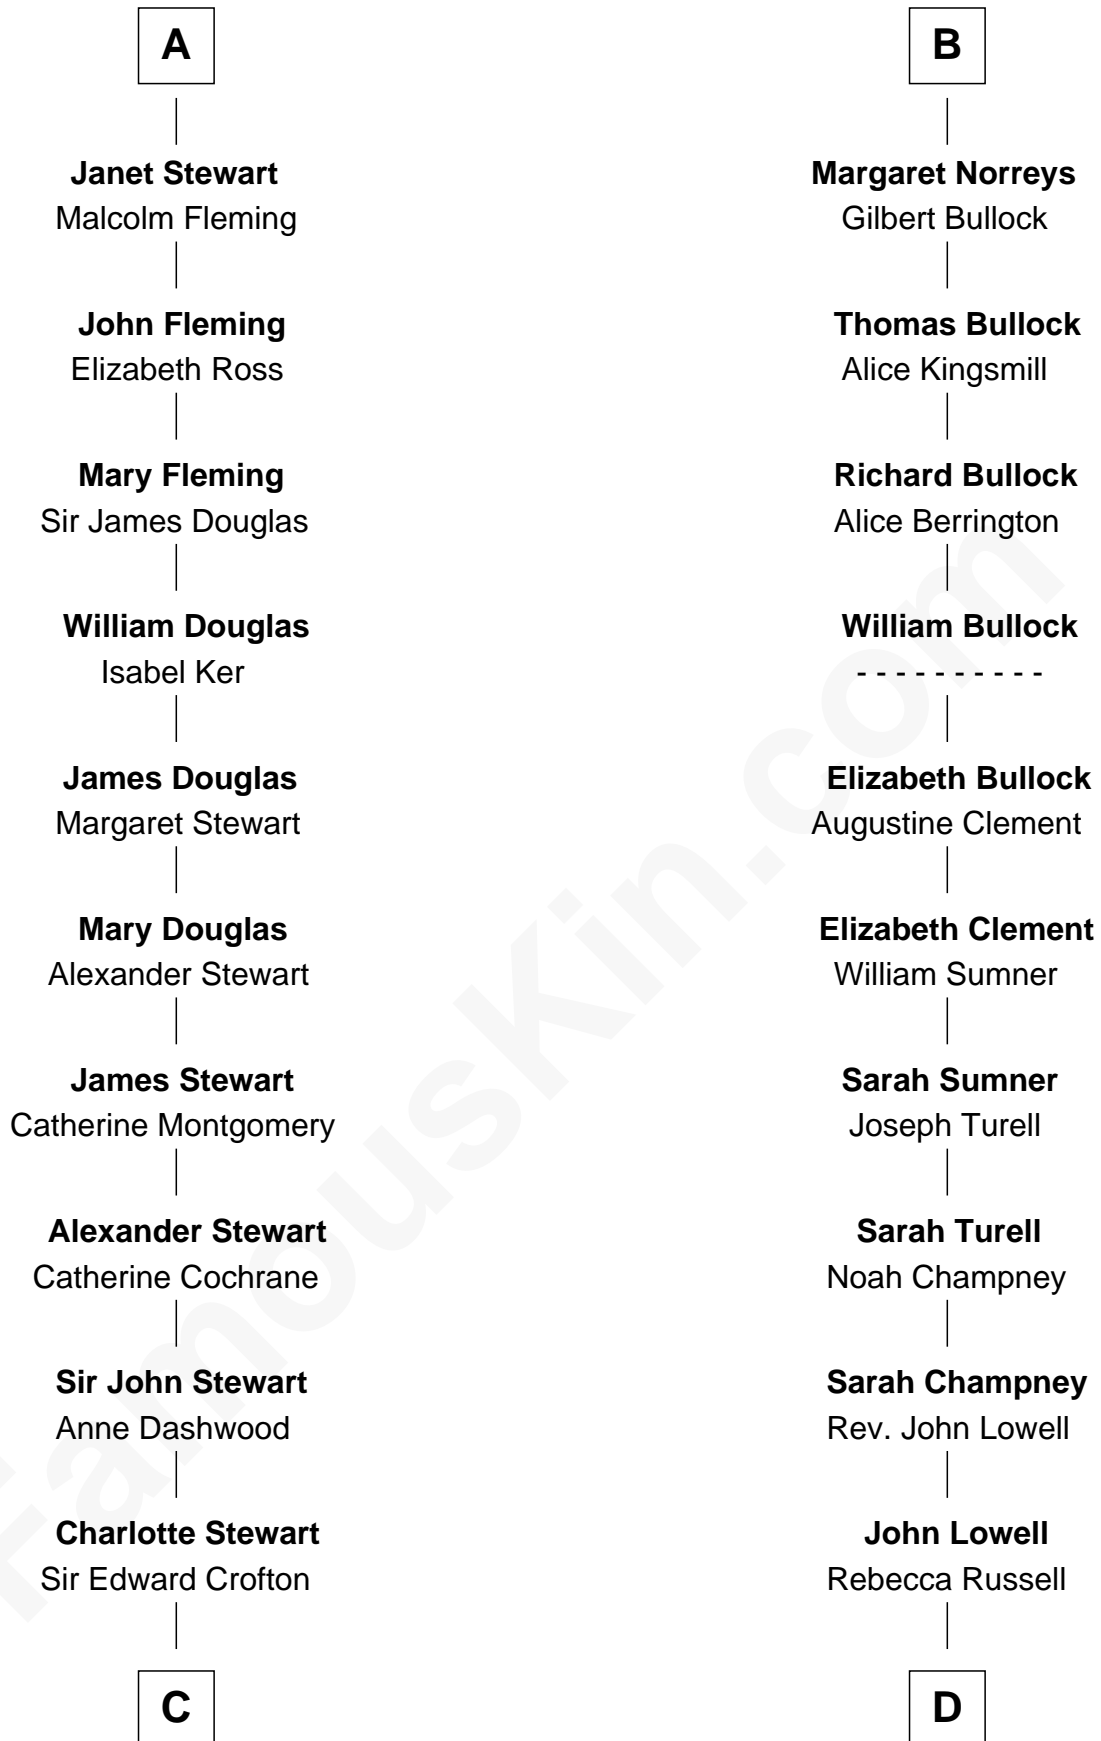 A
Janet Stewart
Malcolm Fleming
John Fleming
Elizabeth Ross
Mary Fleming
Sir James Douglas
William Douglas
Isabel Ker
James Douglas
Margaret Stewart
Mary Douglas
Alexander Stewart
James Stewart
Catherine Montgomery
Alexander Stewart
Catherine Cochrane
Sir John Stewart
Anne Dashwood
Charlotte Stewart
Sir Edward Crofton
C
B
Margaret Norreys
Gilbert Bullock
Thomas Bullock
Alice Kingsmill
Richard Bullock
Alice Berrington
William Bullock
- - - - - - - - - -
Elizabeth Bullock
Augustine Clement
Elizabeth Clement
William Sumner
Sarah Sumner
Joseph Turell
Sarah Turell
Noah Champney
Sarah Champney
Rev. John Lowell
John Lowell
Rebecca Russell
D
FamousKin.com